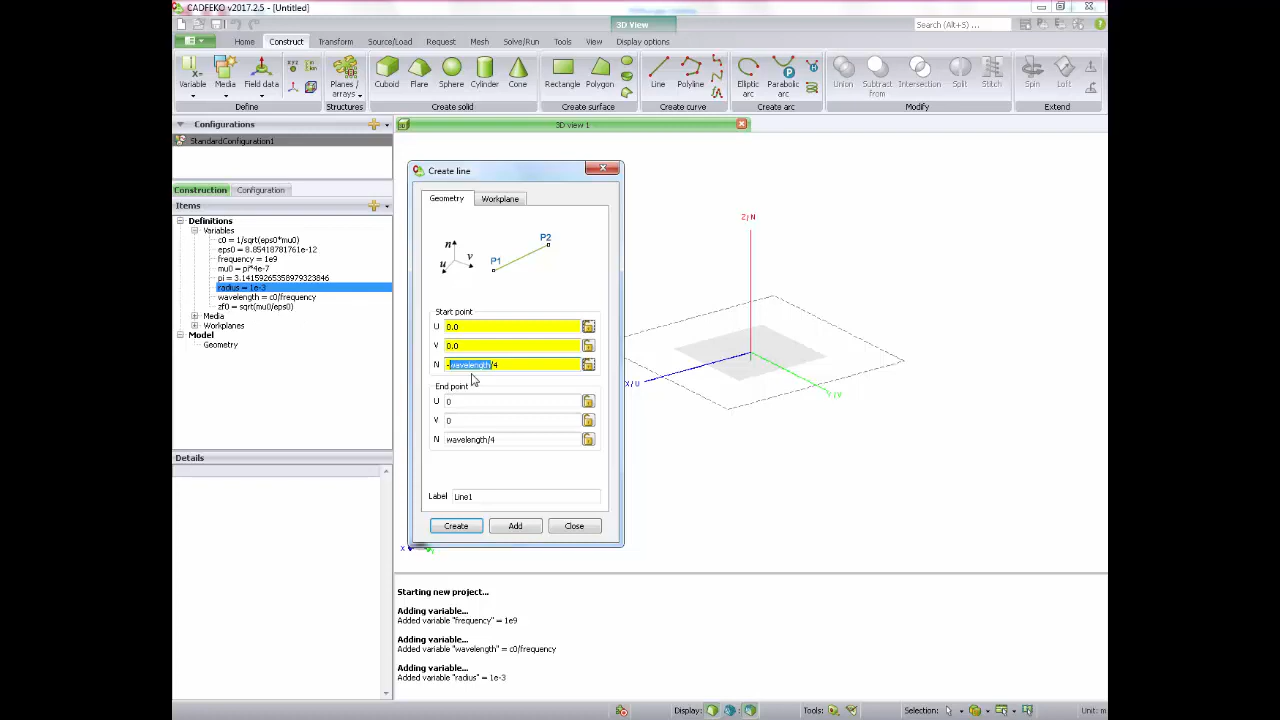 CADFEKO v2017.2.5 - [Untitled]
3D View
Search (Alt+S)
Home Construct Transform Source/Load Request Mesh Solve/Run Tools View Display options
Variable Media Field data Planes / arrays Cuboid Flare Sphere Cylinder Cone Rectangle Polygon Line Polyline Elliptic arc Parabolic arc Union Subtract from Intersection Split Stitch Spin Loft
Define Structures Create solid Create surface Create curve Create arc Modify Extend
Configurations
3D view 1
StandardConfiguration1
Construction Configuration
Items
Definitions
Variables
c0 = 1/sqrt(eps0*mu0)
eps0 = 8.85418781761e-12
frequency = 1e9
mu0 = pi*4e-7
pi = 3.14159265358979323846
radius = 1e-3
wavelength = c0/frequency
zf0 = sqrt(mu0/eps0)
Media
Workplanes
Model
Geometry
Details
Create line
Geometry Workplane
n
u
v
P1
P2
Start point
U 0.0
V 0.0
N -wavelength/4
End point
U 0
V 0
N wavelength/4
Label Line1
Create Add Close
Z/N
X/U
Y/V
X
Y
Starting new project...
Adding variable...
Added variable "frequency" = 1e9
Adding variable...
Added variable "wavelength" = c0/frequency
Adding variable...
Added variable "radius" = 1e-3
Display: Tools: Selection: Unit: m